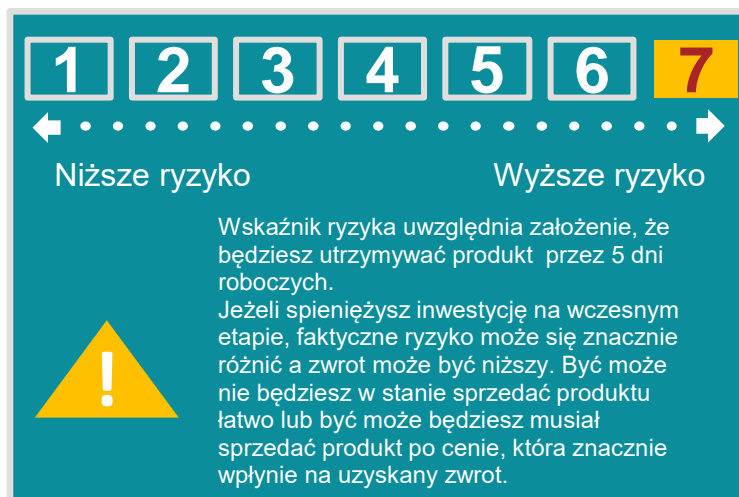 1 2 3 4 5 6 7
Niższe ryzyko Wyższe ryzyko
Wskaźnik ryzyka uwzględnia założenie, że
będziesz utrzymywać produkt przez 5 dni
roboczych.
Jeżeli spieniężysz inwestycję na wczesnym
etapie, faktyczne ryzyko może się znacznie
różnić a zwrot może być niższy. Być może
nie będziesz w stanie sprzedać produktu
łatwo lub być może będziesz musiał
sprzedać produkt po cenie, która znacznie
wpłynie na uzyskany zwrot.
!